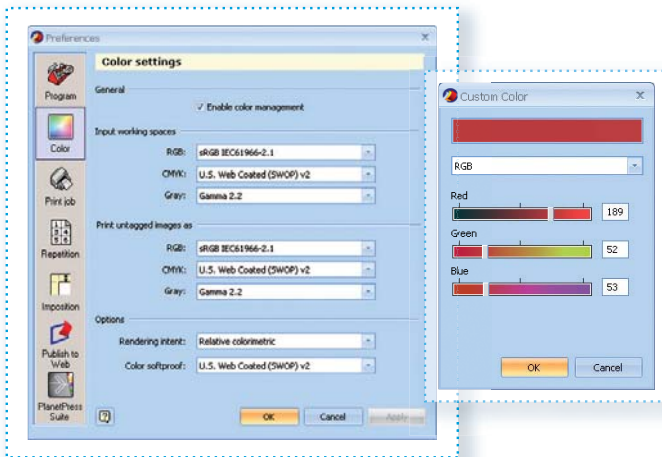 Preferences
Color settings
Program
General
Enable color management
Color
Input working spaces
RGB: sRGB IEC61966-2.1
CMYK: U.S. Web Coated (SWOP) v2
Gray: Gamma 2.2
Print job
Repetition
Print untagged images as
RGB: sRGB IEC61966-2.1
CMYK: U.S. Web Coated (SWOP) v2
Gray: Gamma 2.2
Imposition
Options
Rendering intent: Relative colorimetric
Color softproof: U.S. Web Coated (SWOP) v2
Publish to
Web
PlanetPress
Suite
OK Cancel Apply
Custom Color
RGB
Red
189
Green
52
Blue
53
OK Cancel